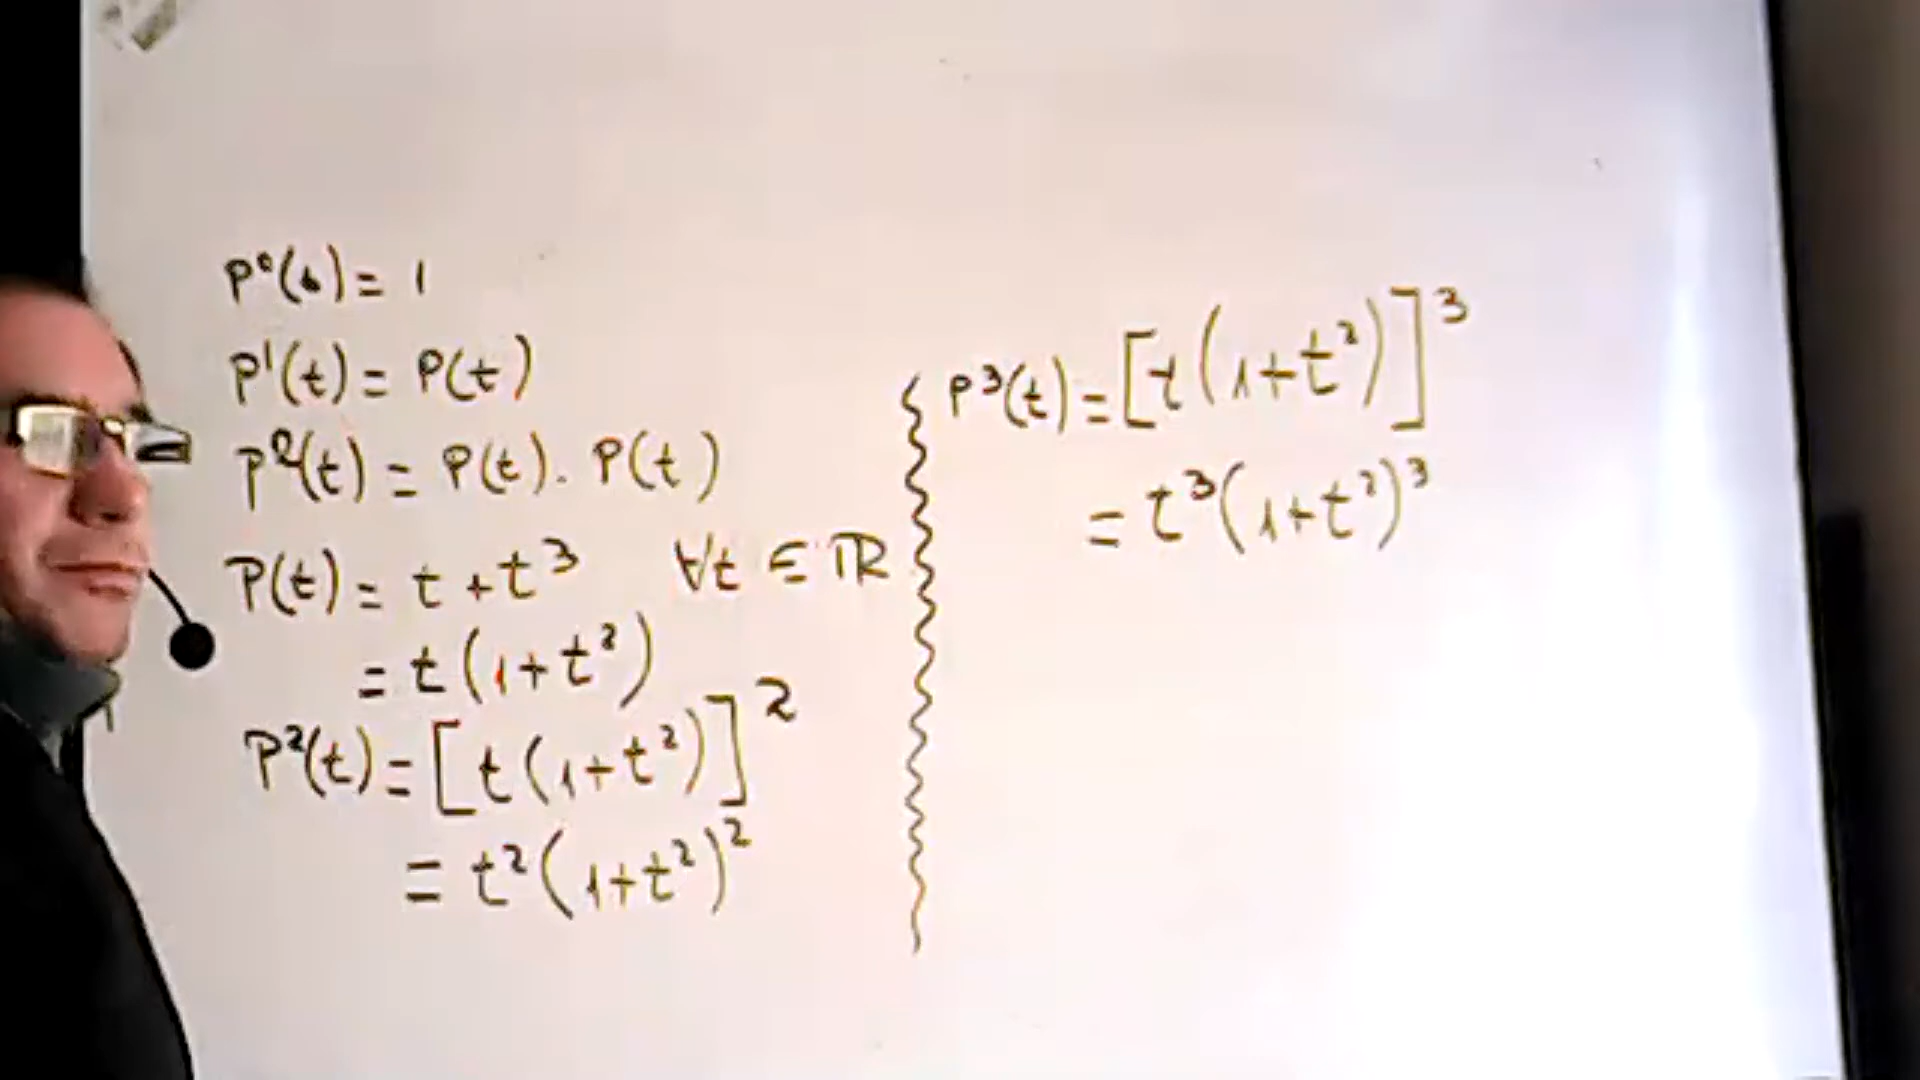 P⁰(t) = 1
P¹(t) = P(t)
P²(t) = P(t). P(t)
P(t) = t + t³ ∀t ∈ ℝ
= t(1+t²)
P²(t) = [t(1+t²)]²
= t²(1+t²)²
P³(t) = [t(1+t²)]³
= t³(1+t²)³